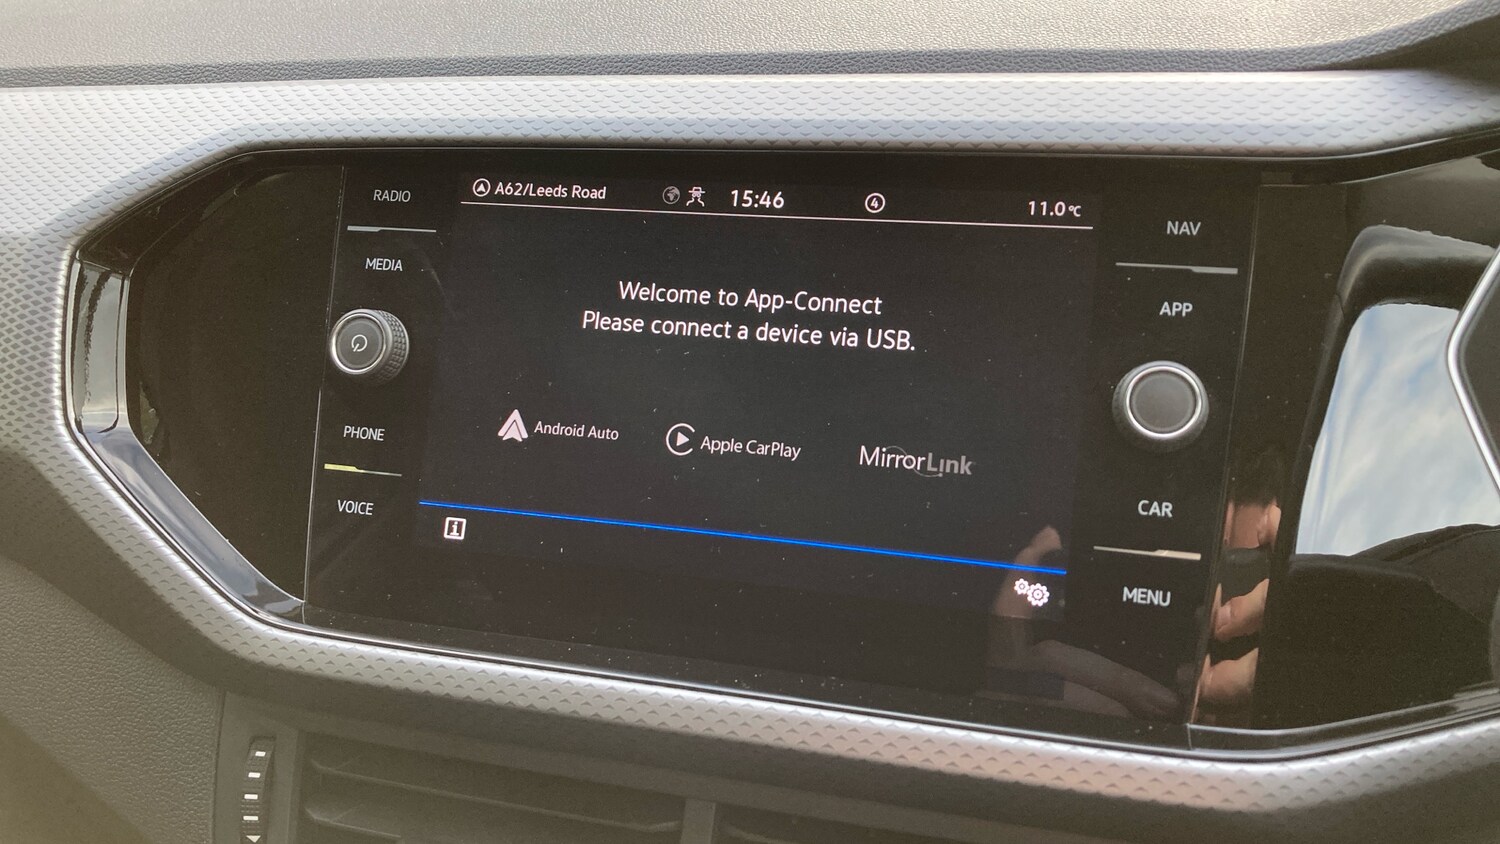 RADIO
MEDIA
PHONE
VOICE
A62/Leeds Road
15:46
4
11.0°C
Welcome to App-Connect
Please connect a device via USB.
Android Auto
Apple CarPlay
MirrorLink
i
NAV
APP
CAR
MENU